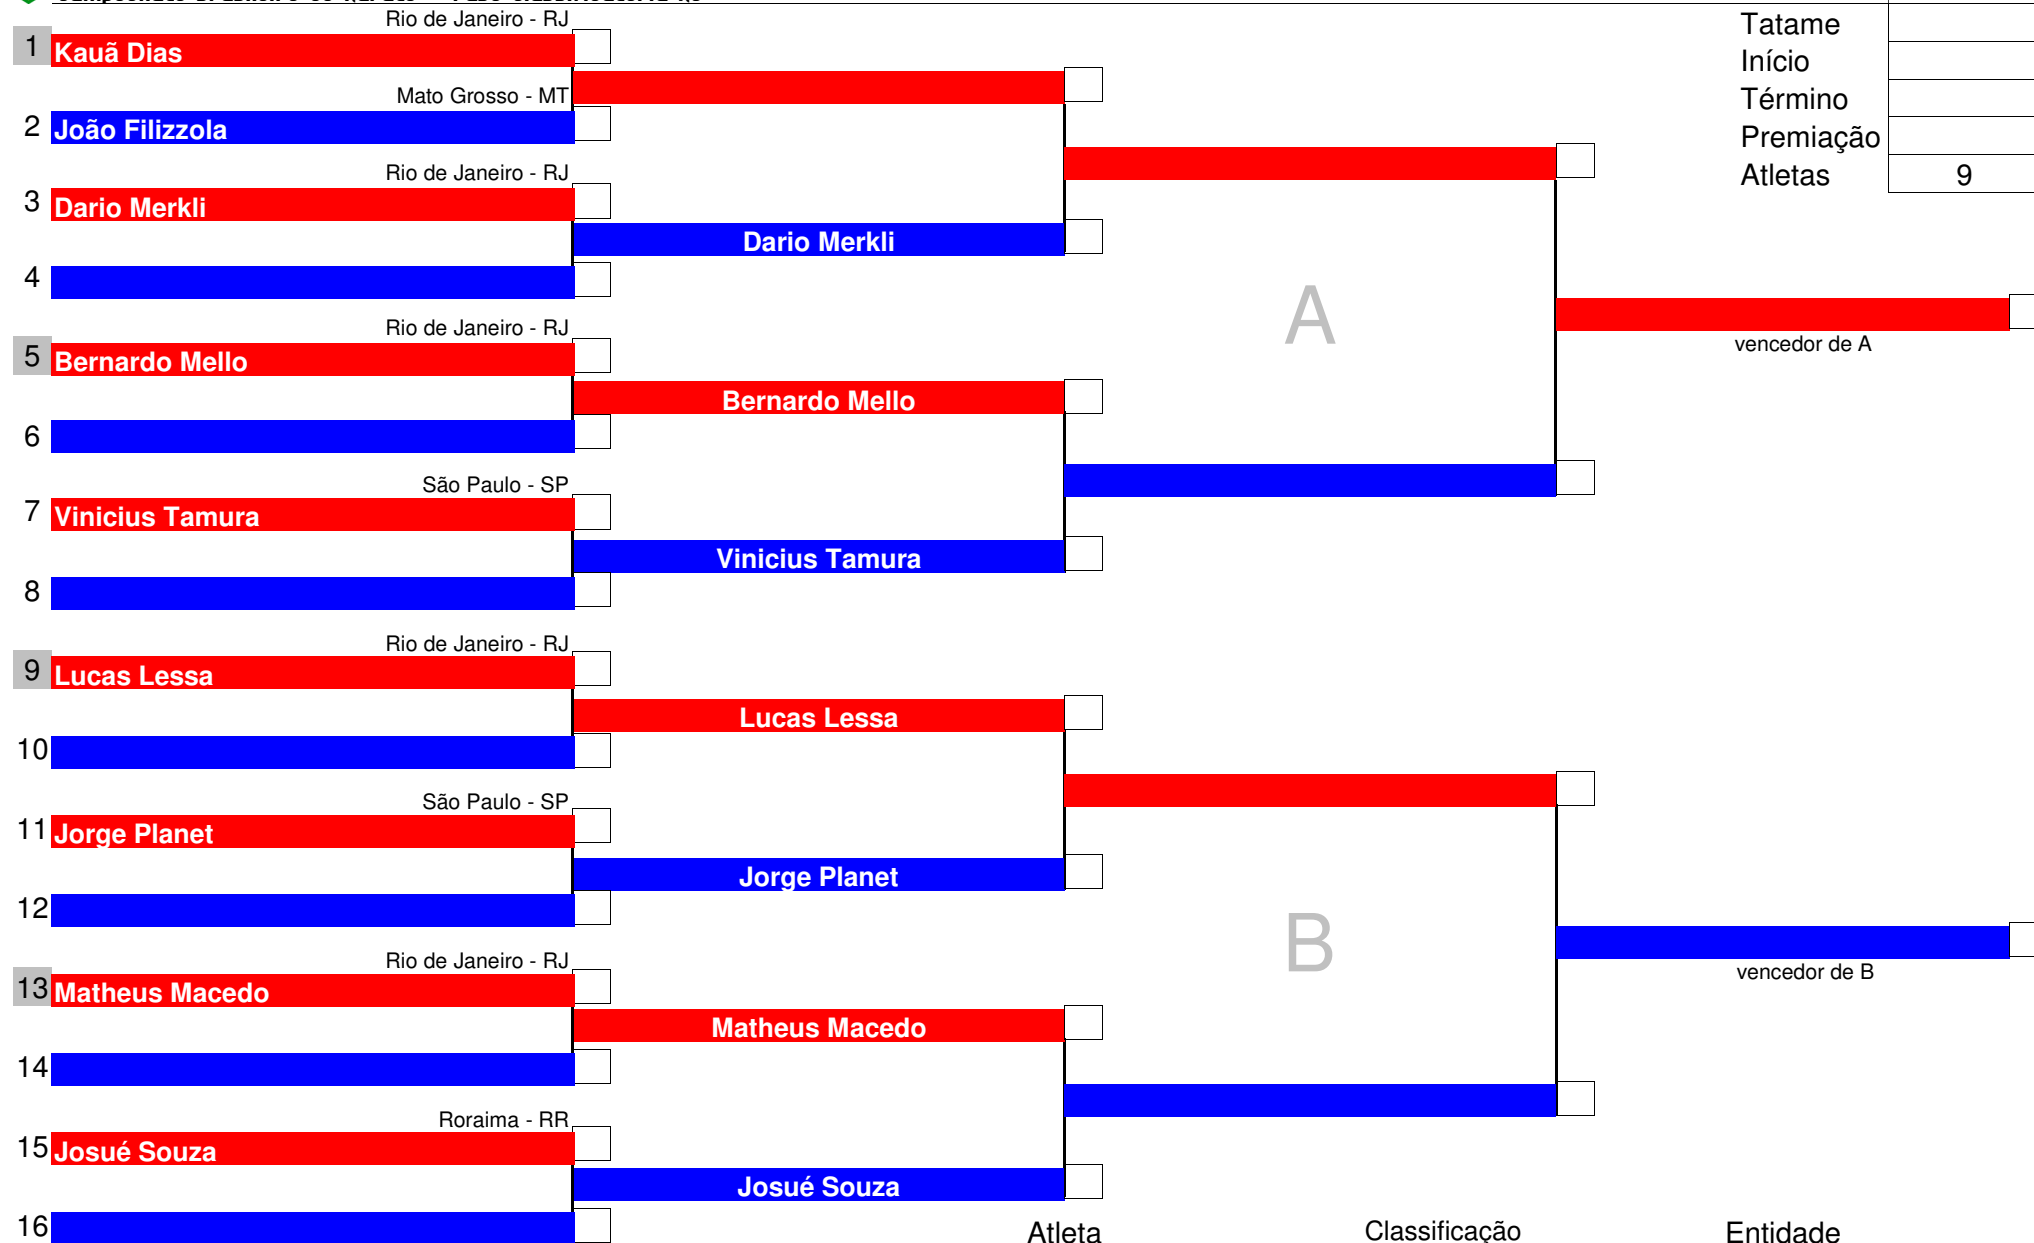 Rio de Janeiro - RJ
1 Kauã Dias
Mato Grosso - MT
2 João Filizzola
Rio de Janeiro - RJ
3 Dario Merkli
Dario Merkli
4
Rio de Janeiro - RJ
5 Bernardo Mello
Bernardo Mello
6
São Paulo - SP
7 Vinicius Tamura
Vinicius Tamura
8
Rio de Janeiro - RJ
9 Lucas Lessa
Lucas Lessa
10
São Paulo - SP
11 Jorge Planet
Jorge Planet
12
Rio de Janeiro - RJ
13 Matheus Macedo
Matheus Macedo
14
Roraima - RR
15 Josué Souza
Josué Souza
16
A
B
vencedor de A
vencedor de B
Tatame
Início
Término
Premiação
Atletas 9
Atleta Classificação Entidade